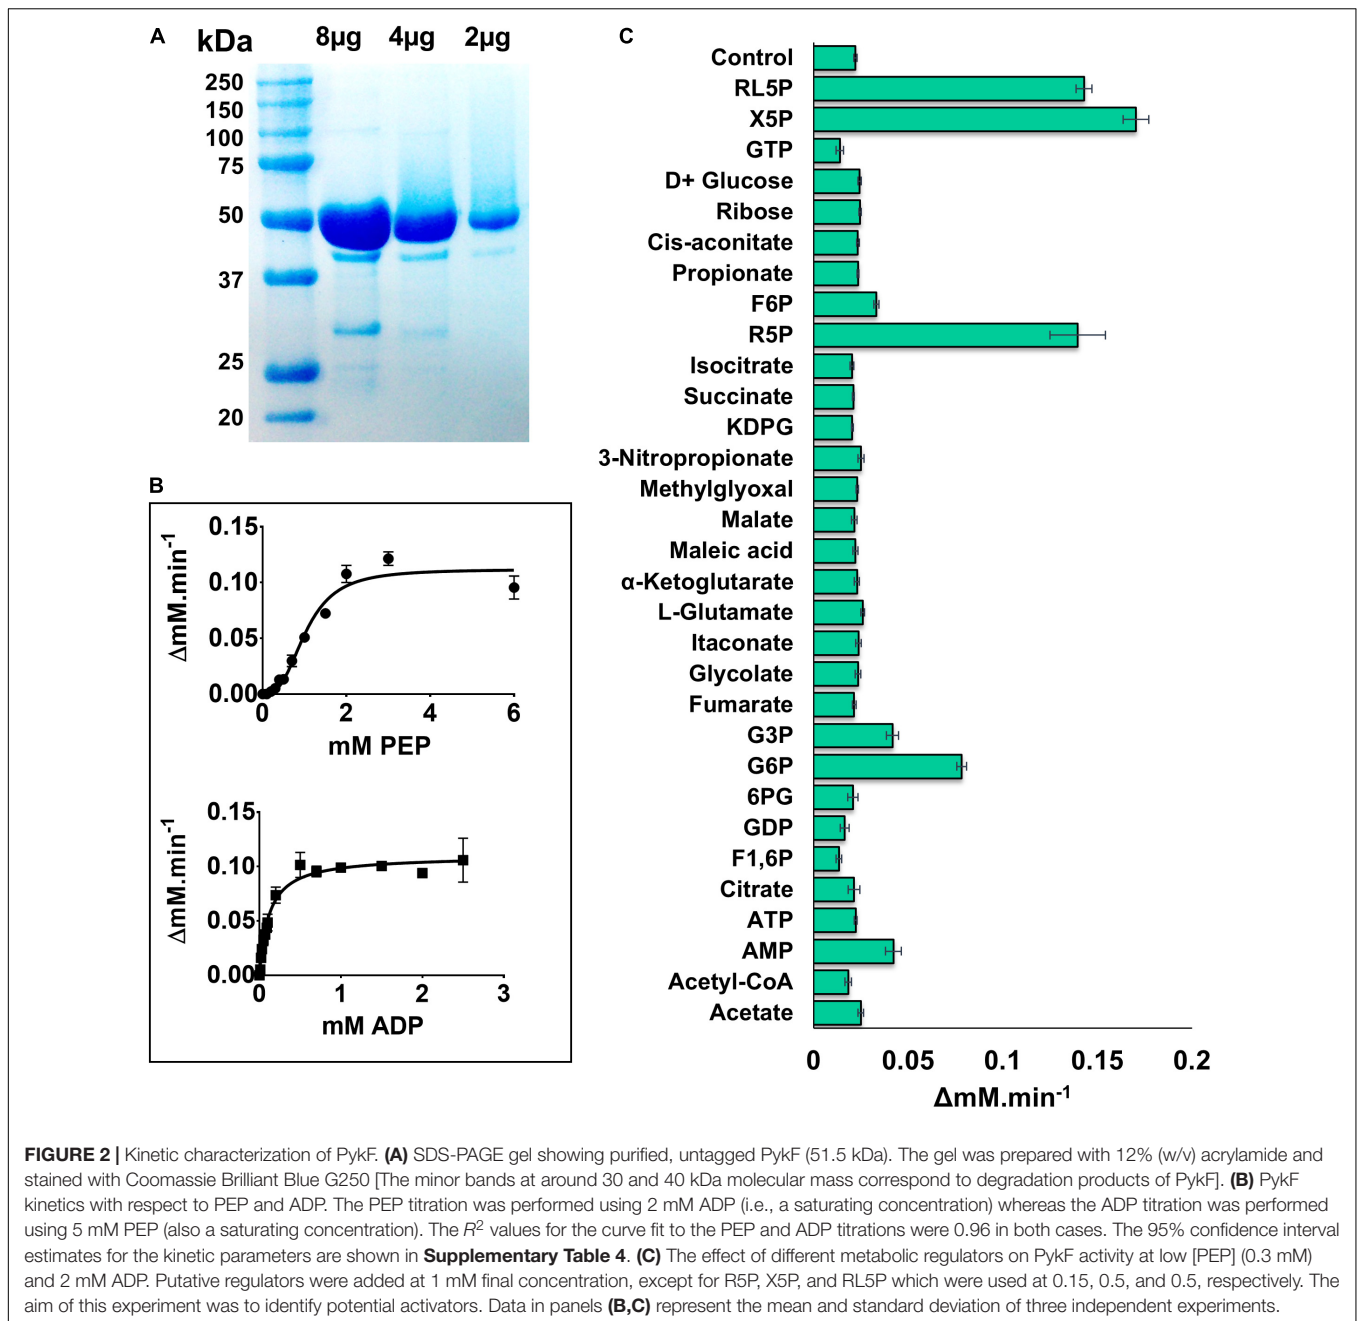 A
kDa
8µg 4µg 2µg
250
150
100
75
50
37
25
20
B
0.15
0.10
0.05
0.00
ΔmM.min-1
0 2 4 6
mM PEP
0.15
0.10
0.05
0.00
ΔmM.min-1
0 1 2 3
mM ADP
C
Control
RL5P
X5P
GTP
D+ Glucose
Ribose
Cis-aconitate
Propionate
F6P
R5P
Isocitrate
Succinate
KDPG
3-Nitropropionate
Methylglyoxal
Malate
Maleic acid
α-Ketoglutarate
L-Glutamate
Itaconate
Glycolate
Fumarate
G3P
G6P
6PG
GDP
F1,6P
Citrate
ATP
AMP
Acetyl-CoA
Acetate
0 0.05 0.1 0.15 0.2
ΔmM.min-1
FIGURE 2 | Kinetic characterization of PykF. (A) SDS-PAGE gel showing purified, untagged PykF (51.5 kDa). The gel was prepared with 12% (w/v) acrylamide and
stained with Coomassie Brilliant Blue G250 [The minor bands at around 30 and 40 kDa molecular mass correspond to degradation products of PykF]. (B) PykF
kinetics with respect to PEP and ADP. The PEP titration was performed using 2 mM ADP (i.e., a saturating concentration) whereas the ADP titration was performed
using 5 mM PEP (also a saturating concentration). The R2 values for the curve fit to the PEP and ADP titrations were 0.96 in both cases. The 95% confidence interval
estimates for the kinetic parameters are shown in Supplementary Table 4. (C) The effect of different metabolic regulators on PykF activity at low [PEP] (0.3 mM)
and 2 mM ADP. Putative regulators were added at 1 mM final concentration, except for R5P, X5P, and RL5P which were used at 0.15, 0.5, and 0.5, respectively. The
aim of this experiment was to identify potential activators. Data in panels (B,C) represent the mean and standard deviation of three independent experiments.